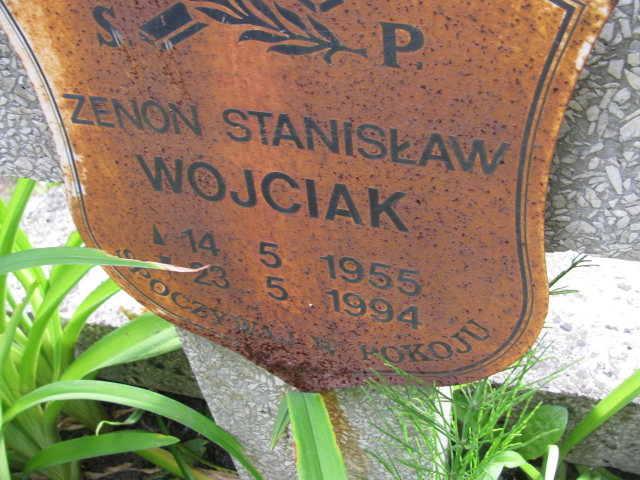 Ś. P.
ZENON STANISŁAW
WOJCIAK
14 5 1955
23 5 1994
SPOCZYWAJ W POKOJU